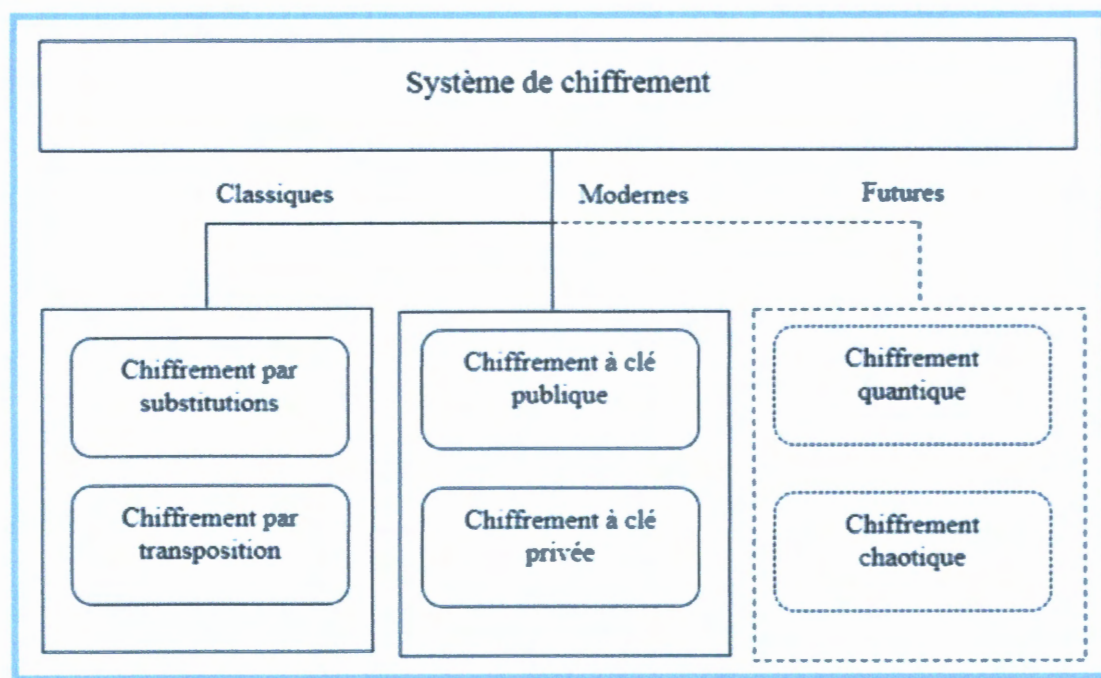 Système de chiffrement
Classiques
Modernes
Futures
Chiffrement par
substitutions
Chiffrement par
transposition
Chiffrement à clé
publique
Chiffrement à clé
privée
Chiffrement
quantique
Chiffrement
chaotique